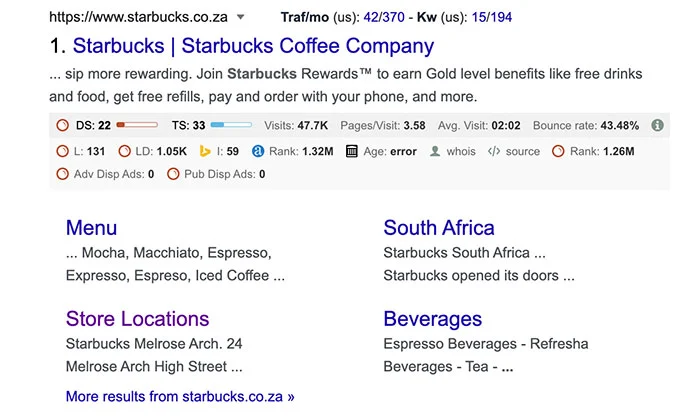 https://www.starbucks.co.za Traf/mo (us): 42/370 - Kw (us): 15/194
1. Starbucks | Starbucks Coffee Company
... sip more rewarding. Join Starbucks Rewards™ to earn Gold level benefits like free drinks
and food, get free refills, pay and order with your phone, and more.
DS: 22 TS: 33 Visits: 47.7K Pages/Visit: 3.58 Avg. Visit: 02:02 Bounce rate: 43.48%
L: 131 LD: 1.05K I: 59 Rank: 1.32M Age: error whois source Rank: 1.26M
Adv Disp Ads: 0 Pub Disp Ads: 0
Menu
... Mocha, Macchiato, Espresso,
Expresso, Espreso, Iced Coffee ...
South Africa
Starbucks South Africa ...
Starbucks opened its doors ...
Store Locations
Starbucks Melrose Arch. 24
Melrose Arch High Street ...
Beverages
Espresso Beverages - Refresha
Beverages - Tea - ...
More results from starbucks.co.za »